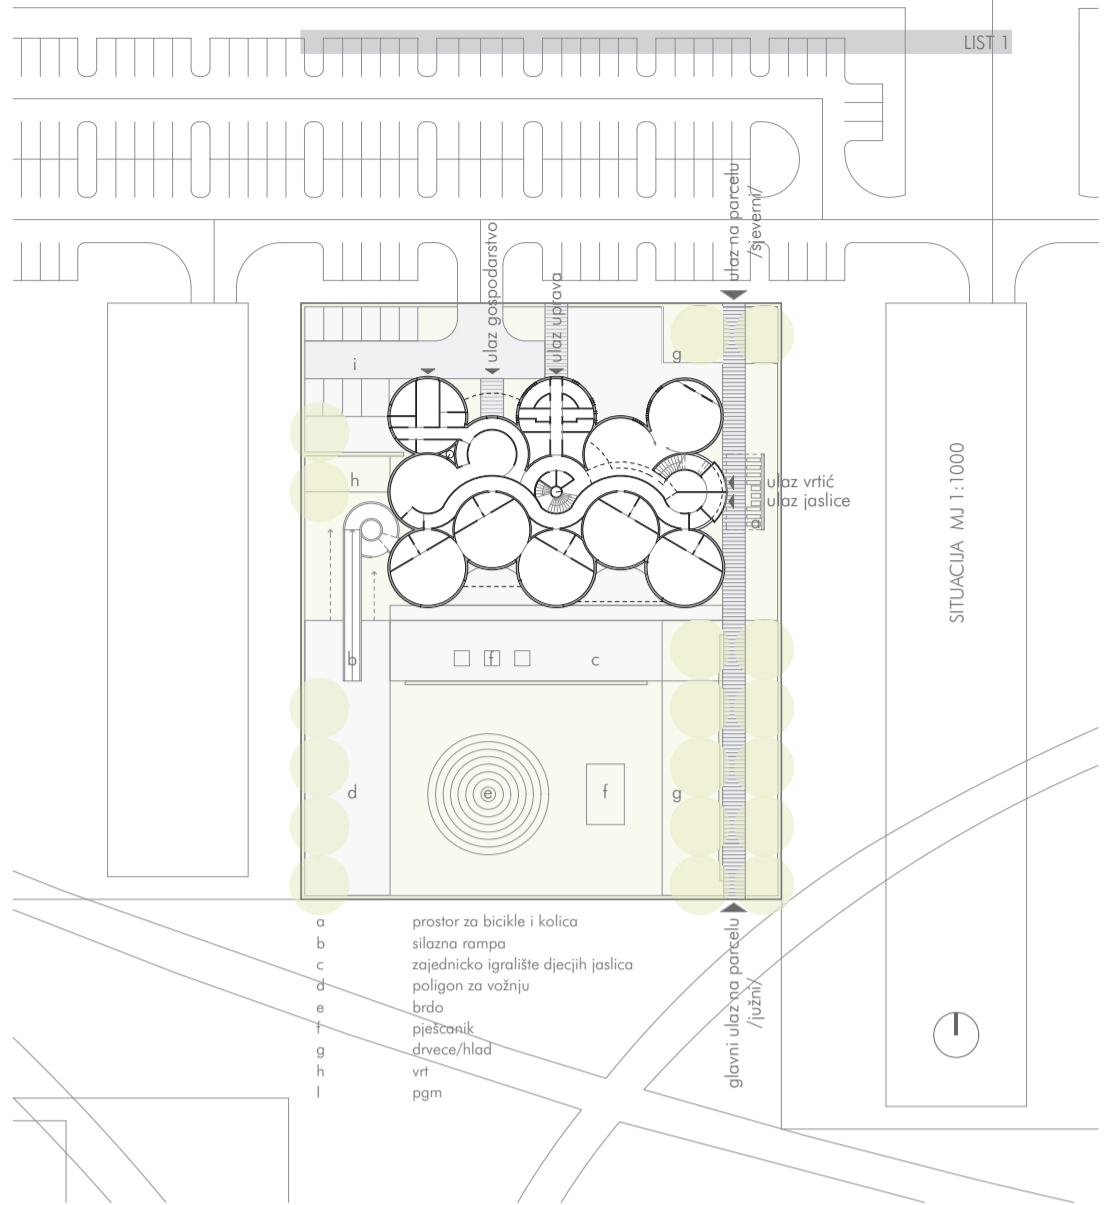 LIST 1
ulaz na parcelu
/sjeverni/
ulaz gospodarstvo
ulaz uprava
i
g
h
ulaz vrtić
ulaz jaslice
a
SITUACIJA MJ 1:1000
b
f
c
d
e
f
g
a prostor za bicikle i kolica
b silazna rampa
c zajednicko igralište djecjih jaslica
d poligon za vožnju
e brdo
f pješcanik
g drvece/hlad
h vrt
I pgm
glavni ulaz na parcelu
/južni/